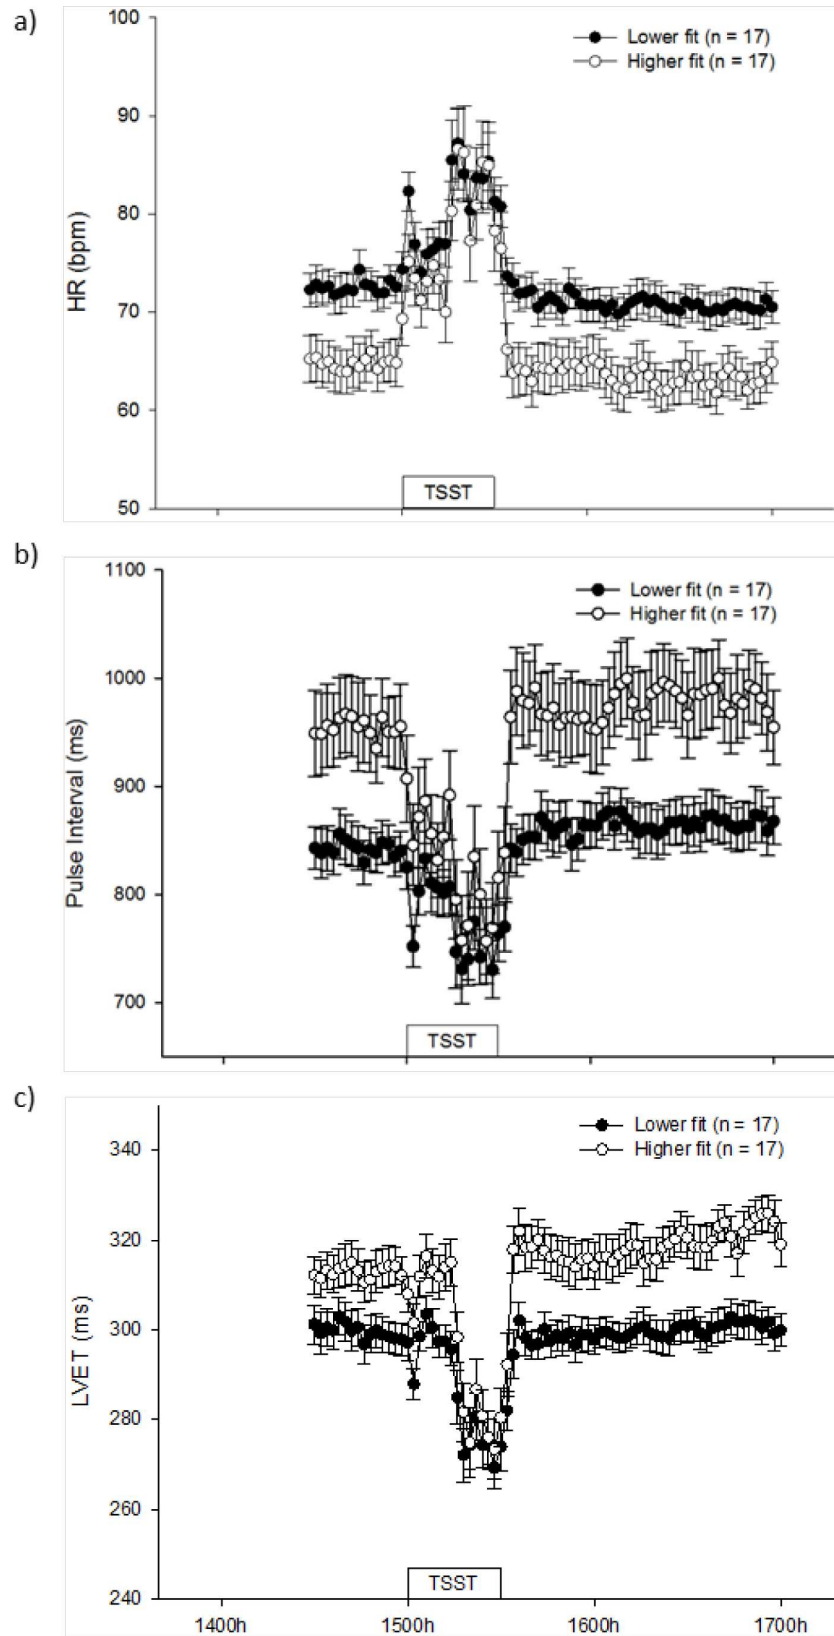 a)
100
90
80
70
60
50
HR (bpm)
Lower fit (n = 17)
Higher fit (n = 17)
TSST
b)
1100
1000
900
800
700
Pulse Interval (ms)
Lower fit (n = 17)
Higher fit (n = 17)
TSST
c)
340
320
300
280
260
240
LVET (ms)
Lower fit (n = 17)
Higher fit (n = 17)
TSST
1400h 1500h 1600h 1700h